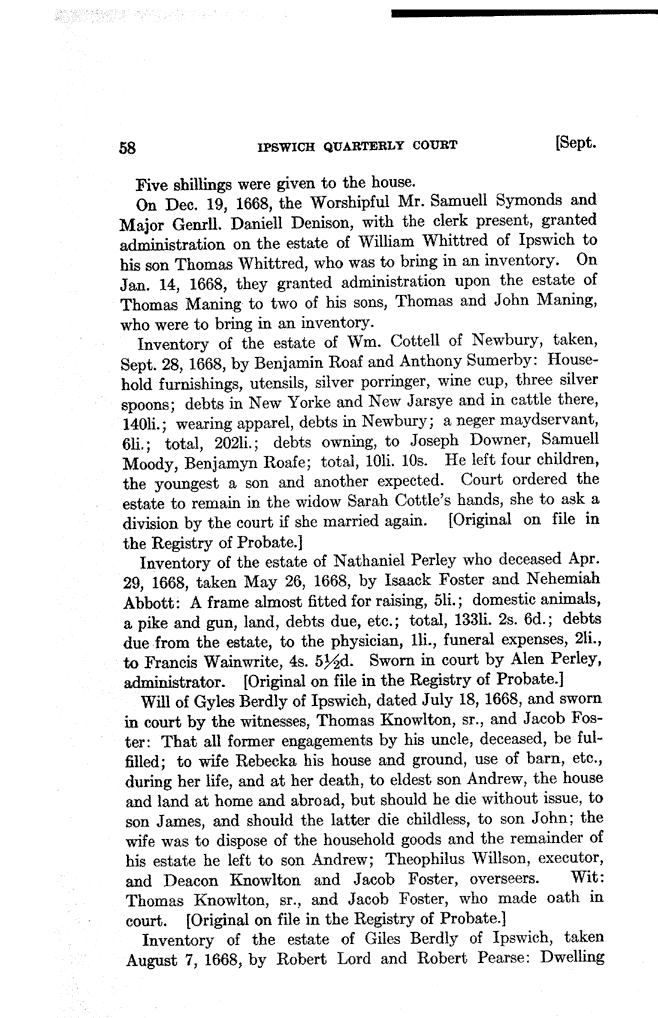 58 IPSWICH QUARTERLY COURT [Sept.
Five shillings were given to the house.
On Dec. 19, 1668, the Worshipful Mr. Samuell Symonds and
Major Genrll. Daniell Denison, with the clerk present, granted
administration on the estate of William Whittred of Ipswich to
his son Thomas Whittred, who was to bring in an inventory. On
Jan. 14, 1668, they granted administration upon the estate of
Thomas Maning to two of his sons, Thomas and John Maning,
who were to bring in an inventory.
Inventory of the estate of Wm. Cottell of Newbury, taken,
Sept. 28, 1668, by Benjamin Roaf and Anthony Sumerby: House-
hold furnishings, utensils, silver porringer, wine cup, three silver
spoons; debts in New Yorke and New Jarsye and in cattle there,
140li.; wearing apparel, debts in Newbury; a neger maydservant,
6li.; total, 202li.; debts owning, to Joseph Downer, Samuell
Moody, Benjamyn Roafe; total, 10li. 10s. He left four children,
the youngest a son and another expected. Court ordered the
estate to remain in the widow Sarah Cottle's hands, she to ask a
division by the court if she married again. [Original on file in
the Registry of Probate.]
Inventory of the estate of Nathaniel Perley who deceased Apr.
29, 1668, taken May 26, 1668, by Isaack Foster and Nehemiah
Abbott: A frame almost fitted for raising, 5li.; domestic animals,
a pike and gun, land, debts due, etc.; total, 133li. 2s. 6d.; debts
due from the estate, to the physician, 1li., funeral expenses, 2li.,
to Francis Wainwrite, 4s. 5½d. Sworn in court by Alen Perley,
administrator. [Original on file in the Registry of Probate.]
Will of Gyles Berdly of Ipswich, dated July 18, 1668, and sworn
in court by the witnesses, Thomas Knowlton, sr., and Jacob Fos-
ter: That all former engagements by his uncle, deceased, be ful-
filled; to wife Rebecka his house and ground, use of barn, etc.,
during her life, and at her death, to eldest son Andrew, the house
and land at home and abroad, but should he die without issue, to
son James, and should the latter die childless, to son John; the
wife was to dispose of the household goods and the remainder of
his estate he left to son Andrew; Theophilus Willson, executor,
and Deacon Knowlton and Jacob Foster, overseers. Wit:
Thomas Knowlton, sr., and Jacob Foster, who made oath in
court. [Original on file in the Registry of Probate.]
Inventory of the estate of Giles Berdly of Ipswich, taken
August 7, 1668, by Robert Lord and Robert Pearse: Dwelling